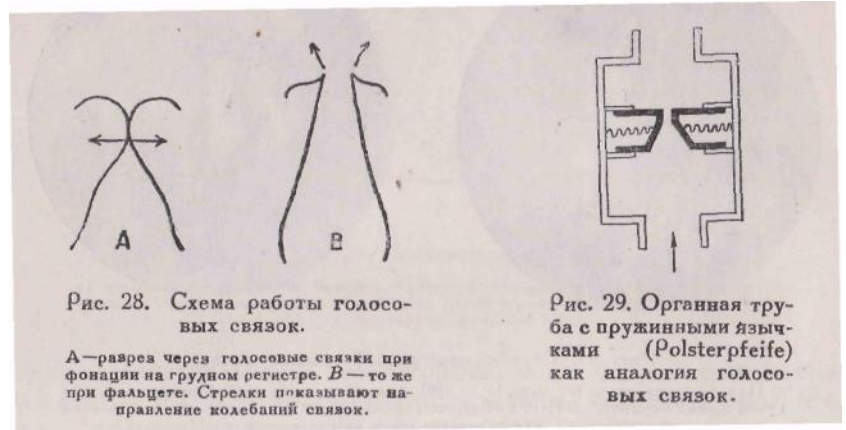 А
В
Рис. 28. Схема работы голосо-
вых связок.
А—разрез через голосовые связки при
фонации на грудном регистре. В — то же
при фальцете. Стрелки показывают на-
правление колебаний связок.
Рис. 29. Органная тру-
ба с пружинными языч-
ками (Polsterpfeife)
как аналогия голосо-
вых связок.